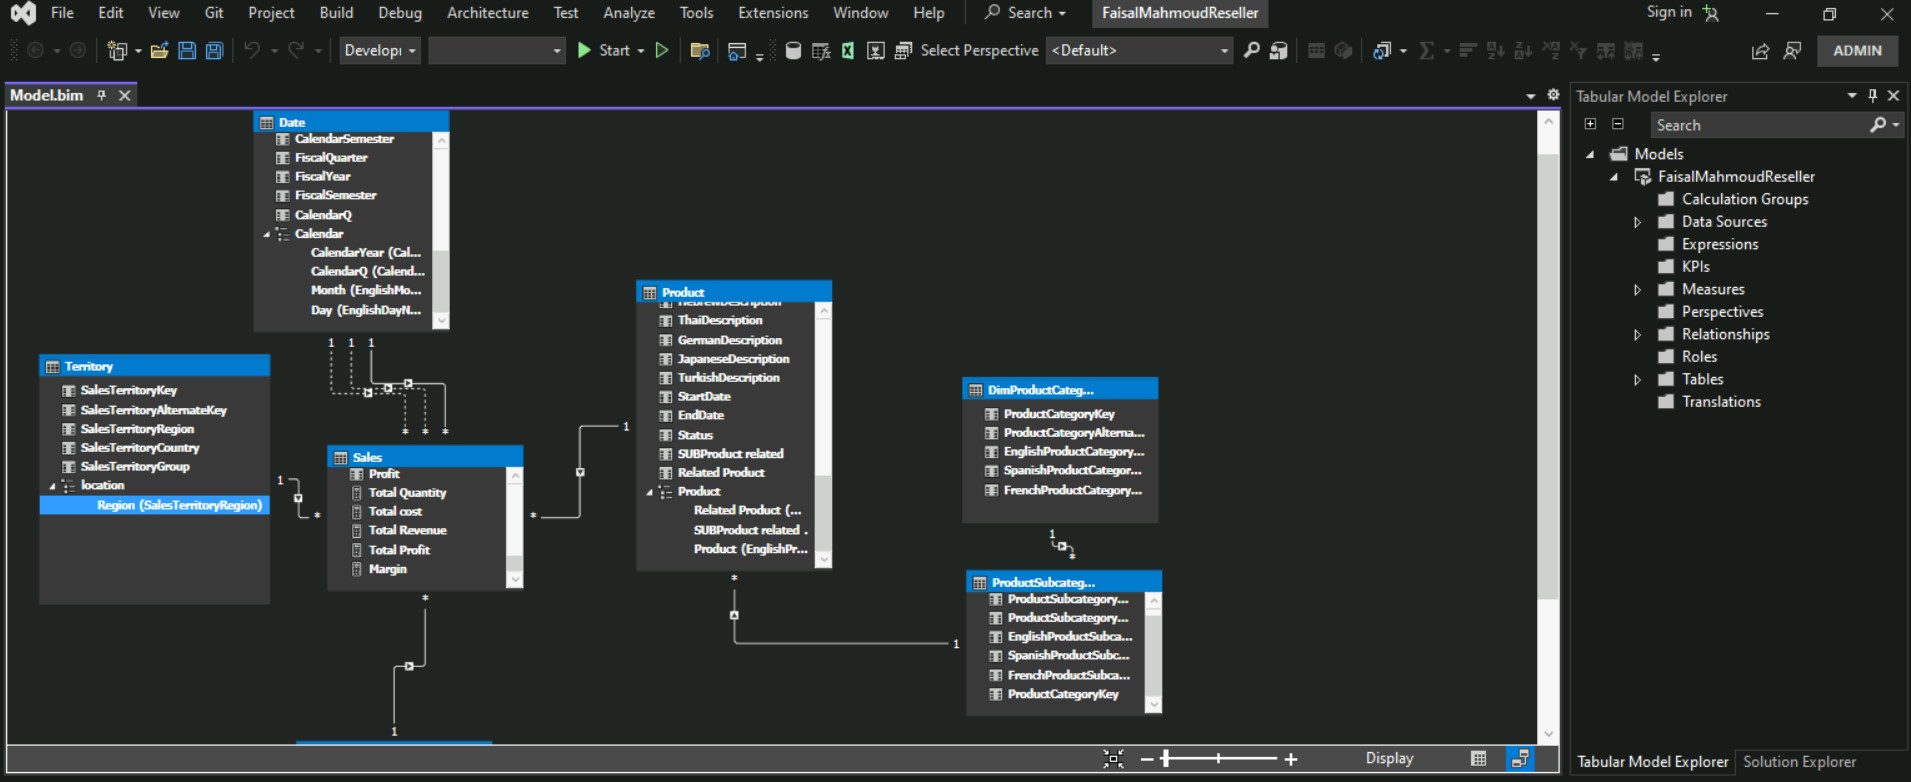 File Edit View Git Project Build Debug Architecture Test Analyze Tools Extensions Window Help Search FaisalMahmoudReseller Sign in
Start Select Perspective <Default> ADMIN
Model.bim
Date
CalendarSemester
FiscalQuarter
FiscalYear
FiscalSemester
CalendarQ
Calendar
CalendarYear (Cal...
CalendarQ (Calend...
Month (EnglishMo...
Day (EnglishDayN...
1 1 1
* * *
Territory
SalesTerritoryKey
SalesTerritoryAlternateKey
SalesTerritoryRegion
SalesTerritoryCountry
SalesTerritoryGroup
location
Region (SalesTerritoryRegion)
1
*
Sales
Profit
Total Quantity
Total cost
Total Revenue
Total Profit
Margin
*
1
*
1
Product
ThaiDescription
GermanDescription
JapaneseDescription
TurkishDescription
StartDate
EndDate
Status
SUBProduct related
Related Product
Product
Related Product (...
SUBProduct related .
Product (EnglishPr...
*
1
DimProductCateg...
ProductCategoryKey
ProductCategoryAlterna...
EnglishProductCategory...
SpanishProductCategor...
FrenchProductCategory...
1
*
ProductSubcateg...
ProductSubcategory...
ProductSubcategory...
EnglishProductSubca...
SpanishProductSubc...
FrenchProductSubca...
ProductCategoryKey
Display
Tabular Model Explorer
Search
Models
FaisalMahmoudReseller
Calculation Groups
Data Sources
Expressions
KPIs
Measures
Perspectives
Relationships
Roles
Tables
Translations
Tabular Model Explorer Solution Explorer